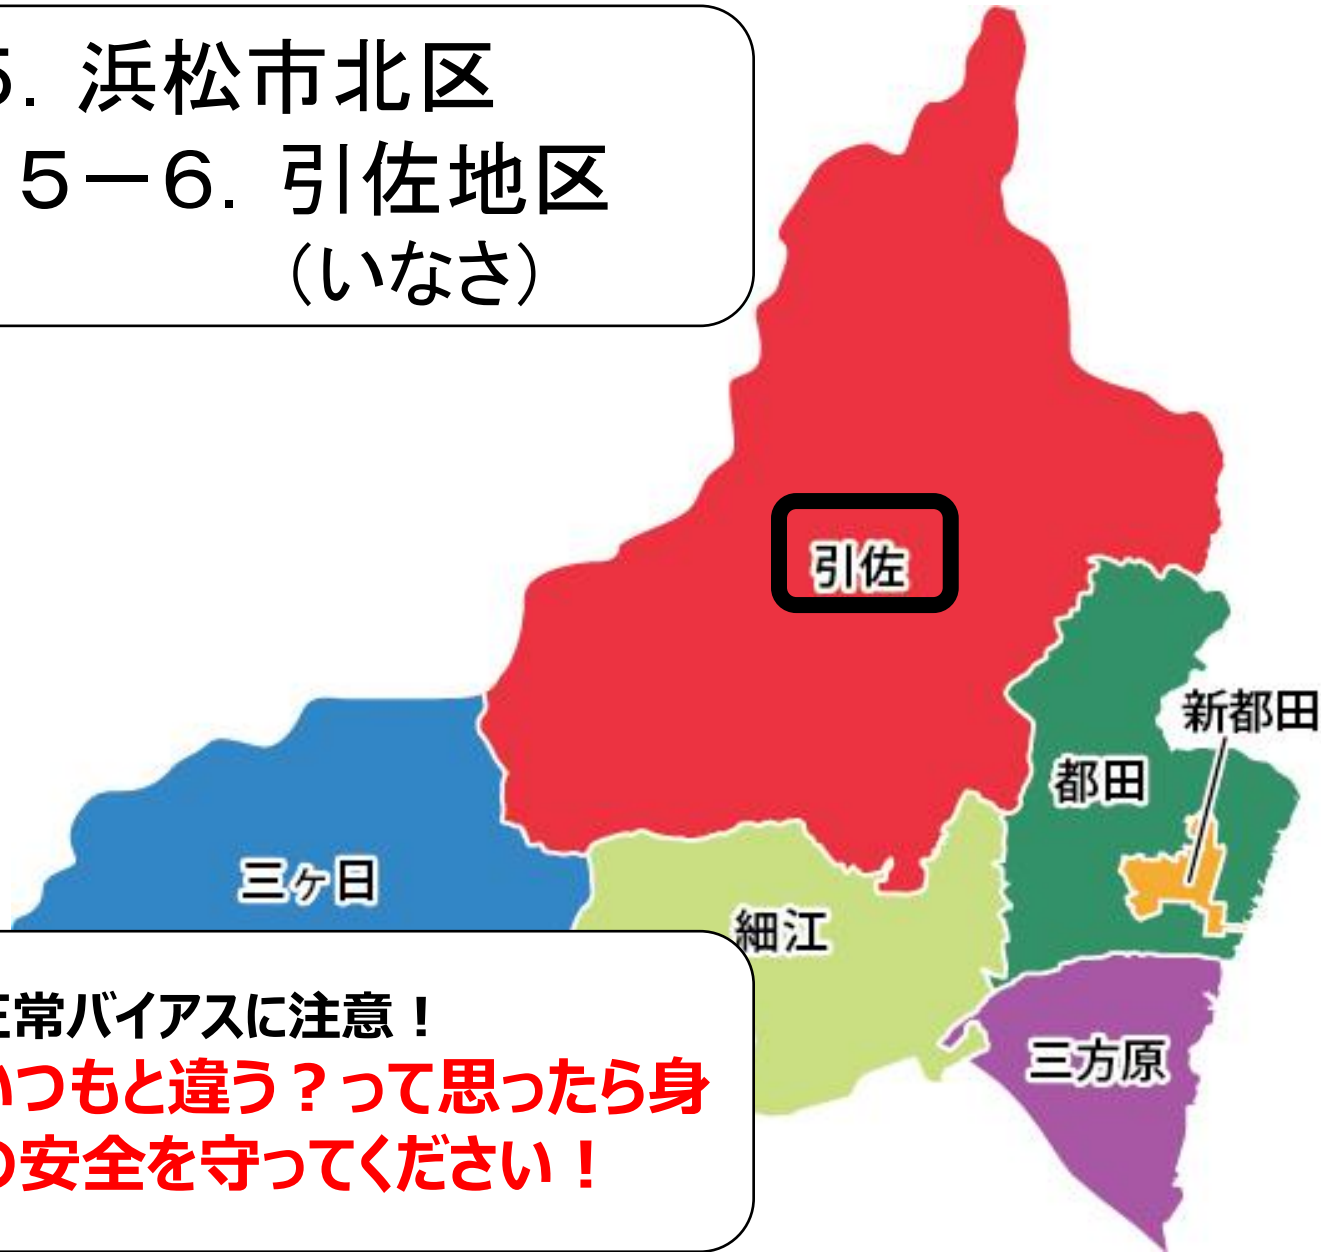 5. 浜松市北区
5－6. 引佐地区
（いなさ）
引佐
新都田
都田
三ヶ日
細江
三方原
正常バイアスに注意！
いつもと違う？って思ったら身
の安全を守ってください！